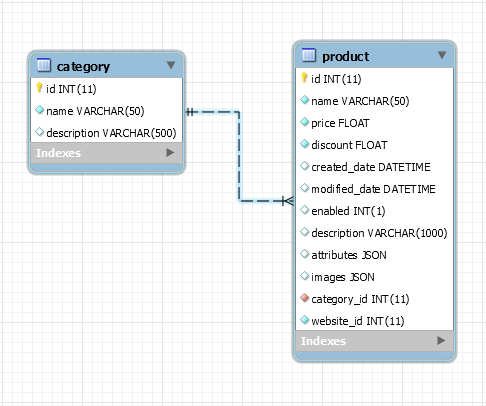 category
id INT(11)
name VARCHAR(50)
description VARCHAR(500)
Indexes
product
id INT(11)
name VARCHAR(50)
price FLOAT
discount FLOAT
created_date DATETIME
modified_date DATETIME
enabled INT(1)
description VARCHAR(1000)
attributes JSON
images JSON
category_id INT(11)
website_id INT(11)
Indexes